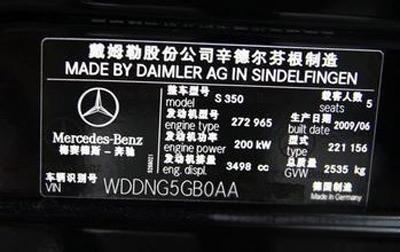 戴姆勒股份公司辛德尔芬根制造
MADE BY DAIMLER AG IN SINDELFINGEN
整车型号 model S 350 载客人数 seats 5
发动机型号 engine type 272 965 生产日期 built date 2009/06
发动机功率 engine power 200 kW 型号 type 221 156
发动机排量 engine displ. 3498 cc 总质量 GVW 2535 kg
Mercedes-Benz
梅赛德斯-奔驰
车辆识别号 VIN WDDNG5GB0AA 德国制造